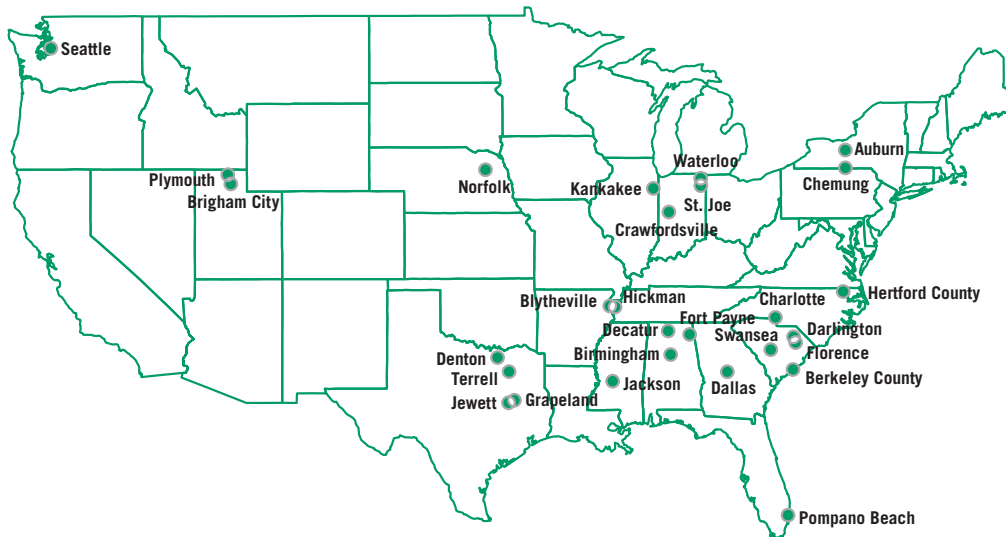 Seattle
Auburn
Waterloo
Chemung
Plymouth
Norfolk
Kankakee
Brigham City
St. Joe
Crawfordsville
Hertford County
Blytheville
Hickman
Charlotte
Fort Payne
Decatur
Swansea
Darlington
Florence
Birmingham
Denton
Terrell
Jackson
Dallas
Berkeley County
Jewett
Grapeland
Pompano Beach